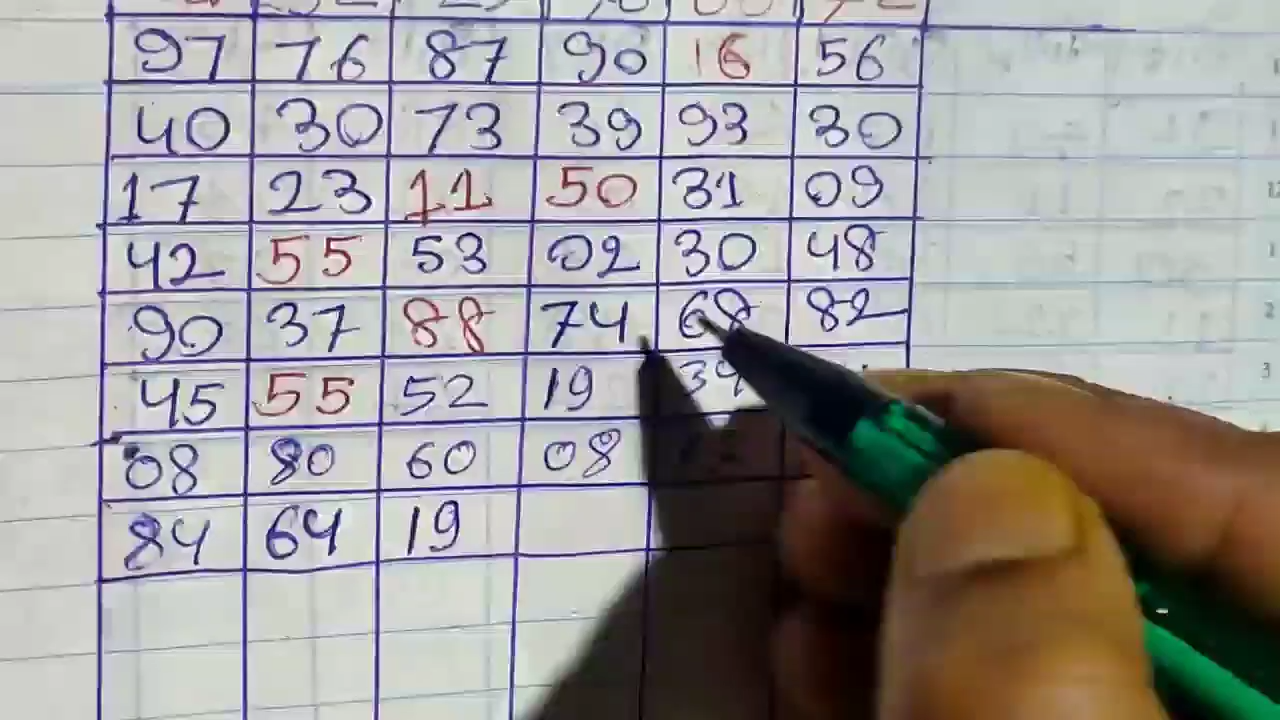 97 76 87 90 16 56
40 30 73 39 93 30
17 23 11 50 31 09
42 55 53 02 30 48
90 37 88 74 68 82
45 55 52 19 39
08 80 60 08
84 64 19